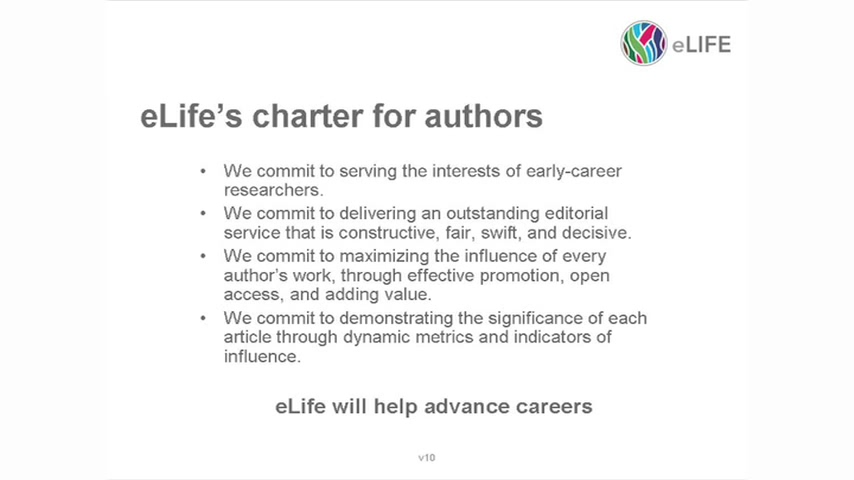 eLIFE
eLife's charter for authors
• We commit to serving the interests of early-career
researchers.
• We commit to delivering an outstanding editorial
service that is constructive, fair, swift, and decisive.
• We commit to maximizing the influence of every
author's work, through effective promotion, open
access, and adding value.
• We commit to demonstrating the significance of each
article through dynamic metrics and indicators of
influence.
eLife will help advance careers
v10